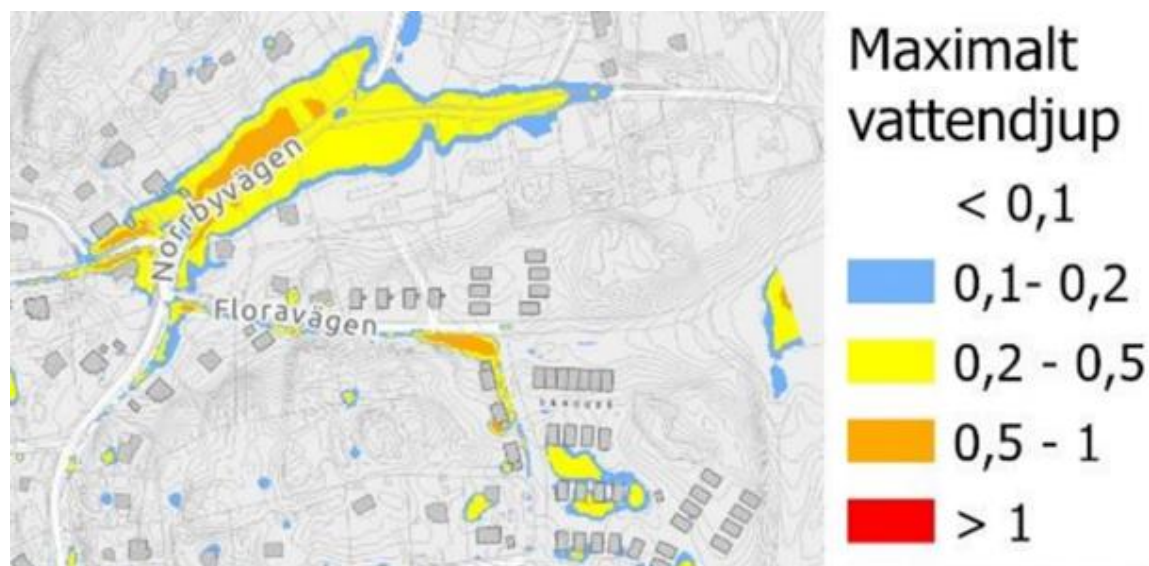 Norrbyvägen
Floravägen
Maximalt
vattendjup
< 0,1
0,1- 0,2
0,2 - 0,5
0,5 - 1
> 1